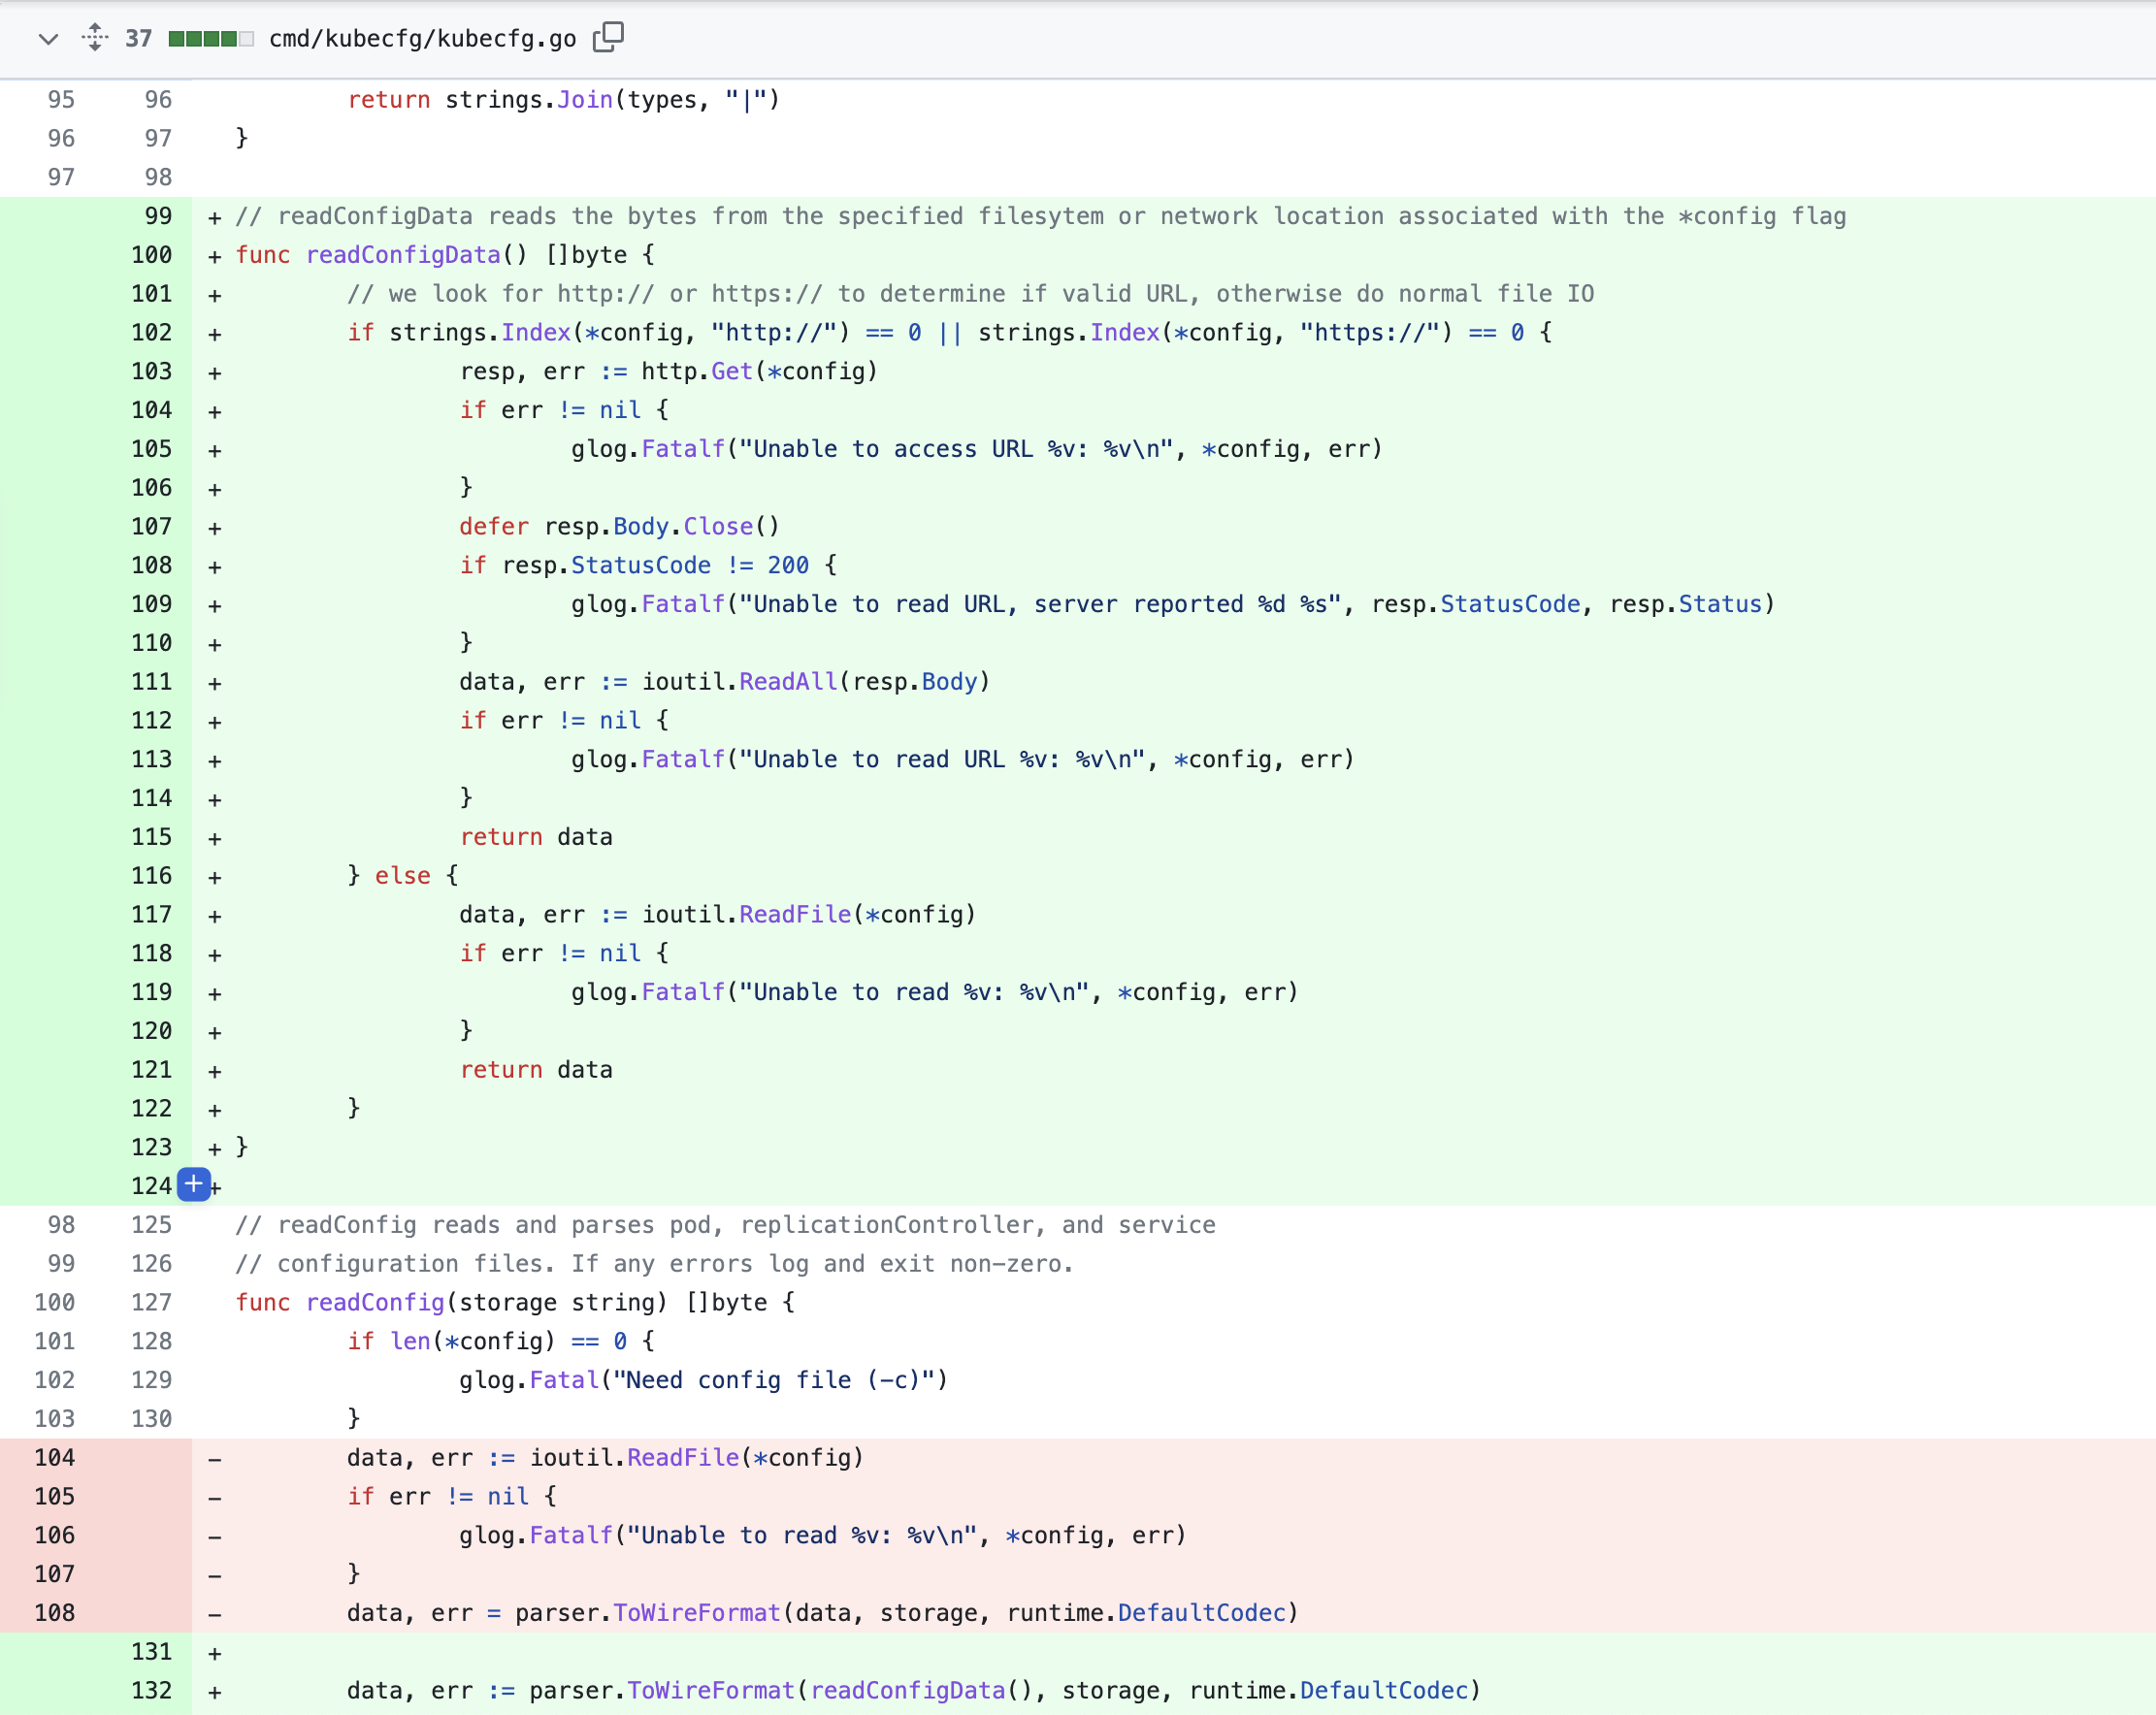 37 cmd/kubecfg/kubecfg.go
95 96 return strings.Join(types, "|")
96 97 }
97 98
99 + // readConfigData reads the bytes from the specified filesytem or network location associated with the *config flag
100 + func readConfigData() []byte {
101 + // we look for http:// or https:// to determine if valid URL, otherwise do normal file IO
102 + if strings.Index(*config, "http://") == 0 || strings.Index(*config, "https://") == 0 {
103 + resp, err := http.Get(*config)
104 + if err != nil {
105 + glog.Fatalf("Unable to access URL %v: %v\n", *config, err)
106 + }
107 + defer resp.Body.Close()
108 + if resp.StatusCode != 200 {
109 + glog.Fatalf("Unable to read URL, server reported %d %s", resp.StatusCode, resp.Status)
110 + }
111 + data, err := ioutil.ReadAll(resp.Body)
112 + if err != nil {
113 + glog.Fatalf("Unable to read URL %v: %v\n", *config, err)
114 + }
115 + return data
116 + } else {
117 + data, err := ioutil.ReadFile(*config)
118 + if err != nil {
119 + glog.Fatalf("Unable to read %v: %v\n", *config, err)
120 + }
121 + return data
122 + }
123 + }
124 + +
98 125 // readConfig reads and parses pod, replicationController, and service
99 126 // configuration files. If any errors log and exit non-zero.
100 127 func readConfig(storage string) []byte {
101 128 if len(*config) == 0 {
102 129 glog.Fatal("Need config file (-c)")
103 130 }
104 - data, err := ioutil.ReadFile(*config)
105 - if err != nil {
106 - glog.Fatalf("Unable to read %v: %v\n", *config, err)
107 - }
108 - data, err = parser.ToWireFormat(data, storage, runtime.DefaultCodec)
131 +
132 + data, err := parser.ToWireFormat(readConfigData(), storage, runtime.DefaultCodec)